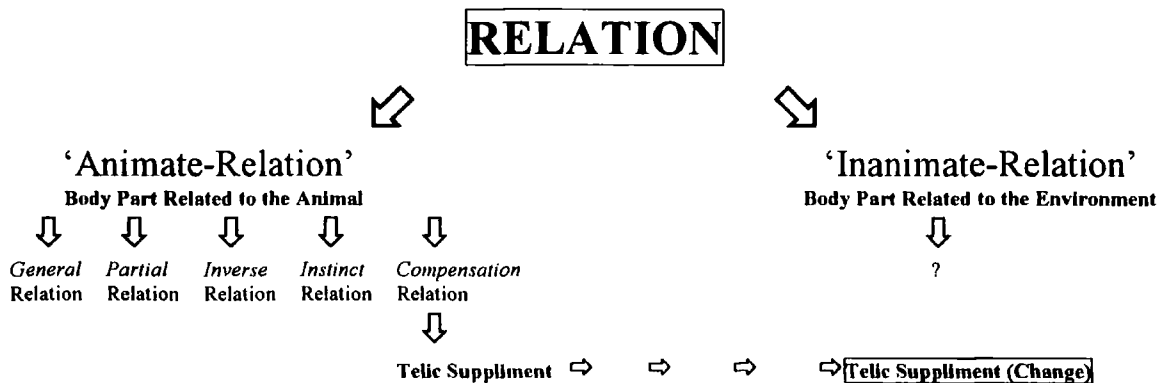 RELATION
‘Animate-Relation’ ‘Inanimate-Relation’
Body Part Related to the Animal Body Part Related to the Environment
General Partial Inverse Instinct Compensation ?
Relation Relation Relation Relation Relation
Telic Suppliment Telic Suppliment (Change)